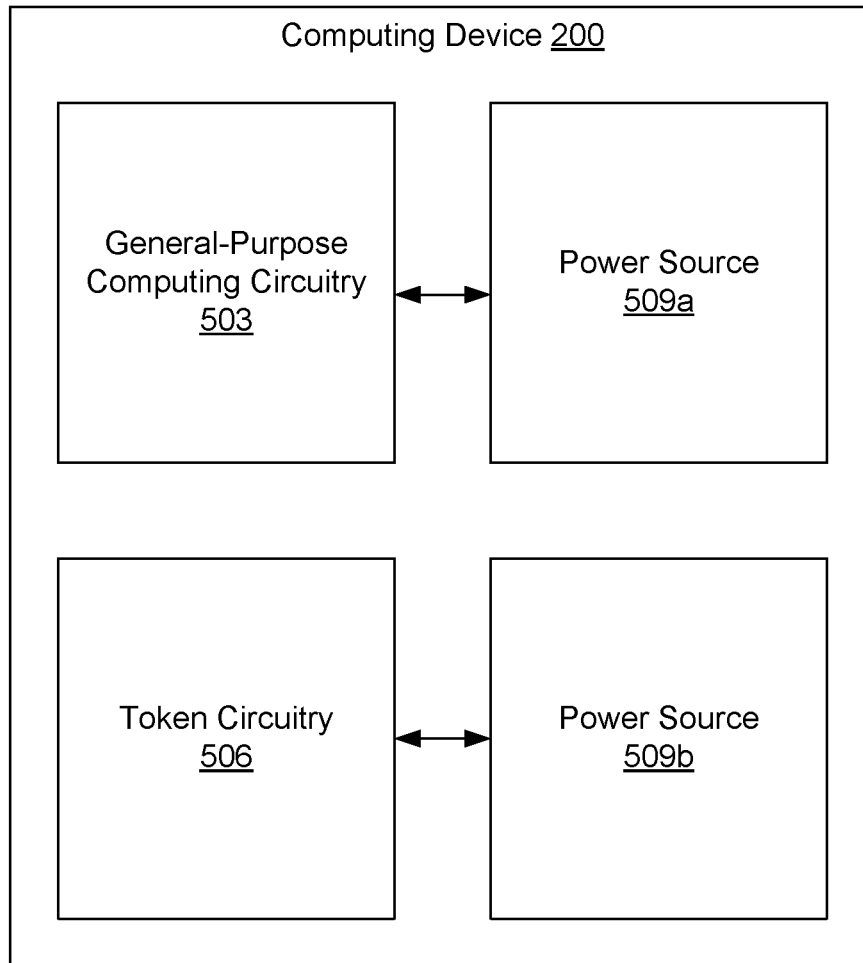 Computing Device 200
General-Purpose
Computing Circuitry
503
Power Source
509a
Token Circuitry
506
Power Source
509b